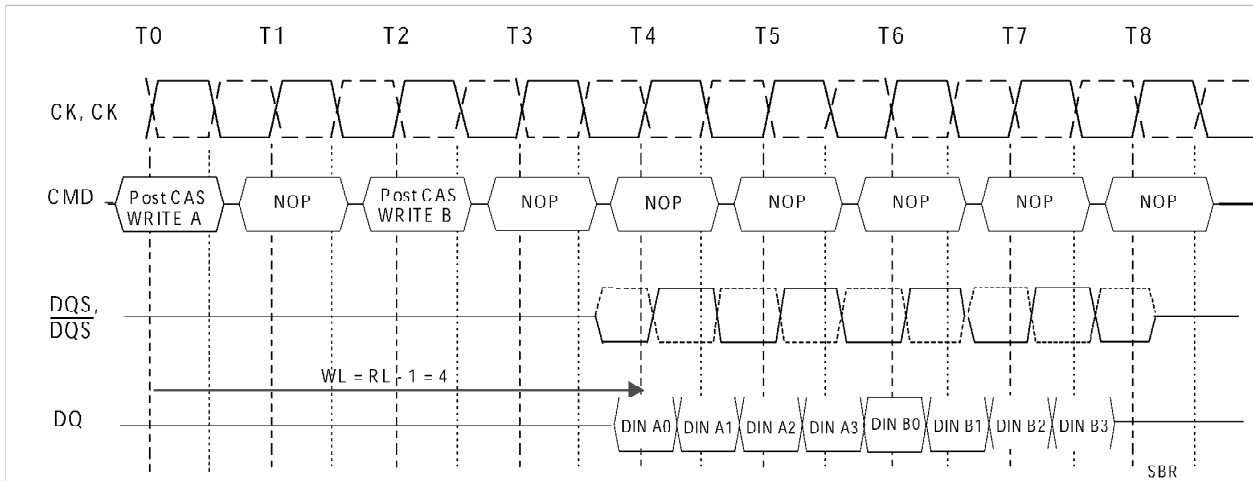 T0 T1 T2 T3 T4 T5 T6 T7 T8
CK, CK
CMD
Post CAS
WRITE A
NOP
Post CAS
WRITE B
NOP
NOP
NOP
NOP
NOP
NOP
DQS,
DQS
WL = RL - 1 = 4
DQ
DIN A0 DIN A1 DIN A2 DIN A3 DIN B0 DIN B1 DIN B2 DIN B3
SBR